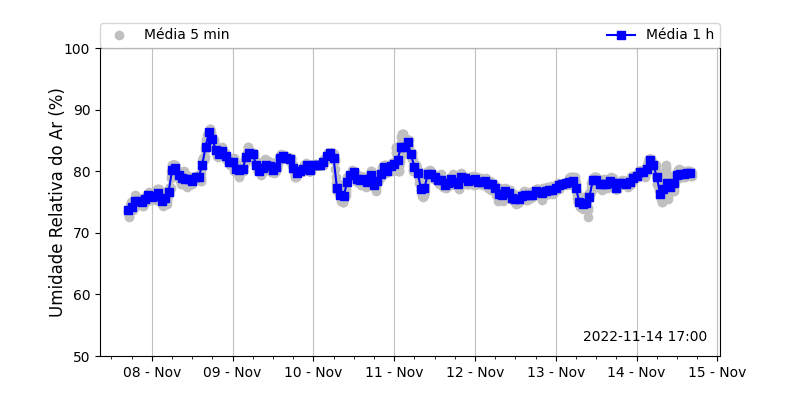 Média 5 min
Média 1 h
Umidade Relativa do Ar (%)
100
90
80
70
60
50
2022-11-14 17:00
08 - Nov
09 - Nov
10 - Nov
11 - Nov
12 - Nov
13 - Nov
14 - Nov
15 - Nov